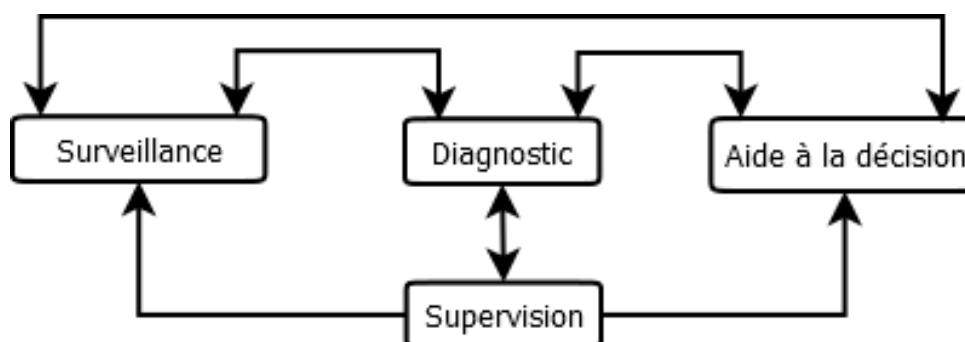 Surveillance
Diagnostic
Aide à la décision
Supervision